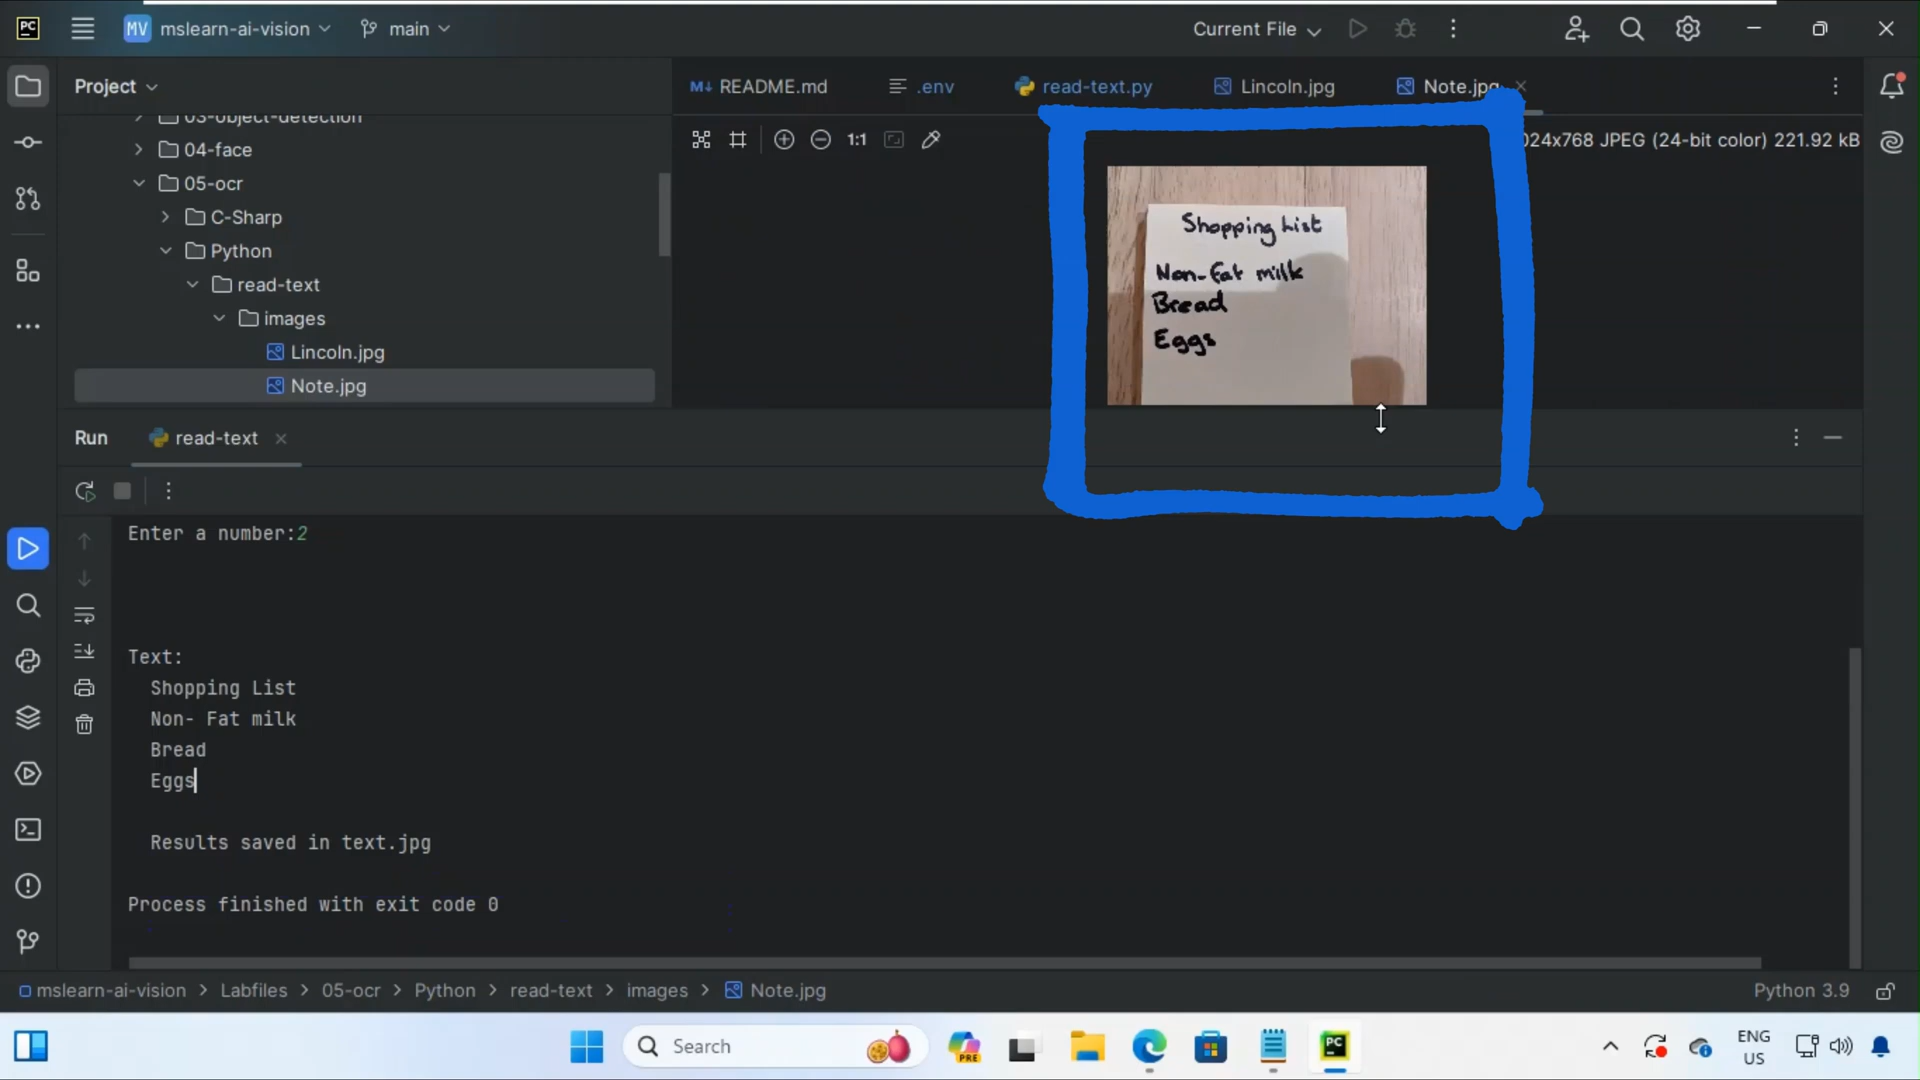 PC
MV mslearn-ai-vision
main
Current File
Project
README.md
.env
read-text.py
Lincoln.jpg
Note.jpg
1:1
024x768 JPEG (24-bit color) 221.92 kB
03-object-detection
04-face
05-ocr
C-Sharp
Python
read-text
images
Lincoln.jpg
Note.jpg
Shopping List
Non-Fat milk
Bread
Eggs
Run
read-text
Enter a number:2
Text:
Shopping List
Non- Fat milk
Bread
Eggs
Results saved in text.jpg
Process finished with exit code 0
mslearn-ai-vision > Labfiles > 05-ocr > Python > read-text > images > Note.jpg
Python 3.9
Search
PRE
PC
ENG
US